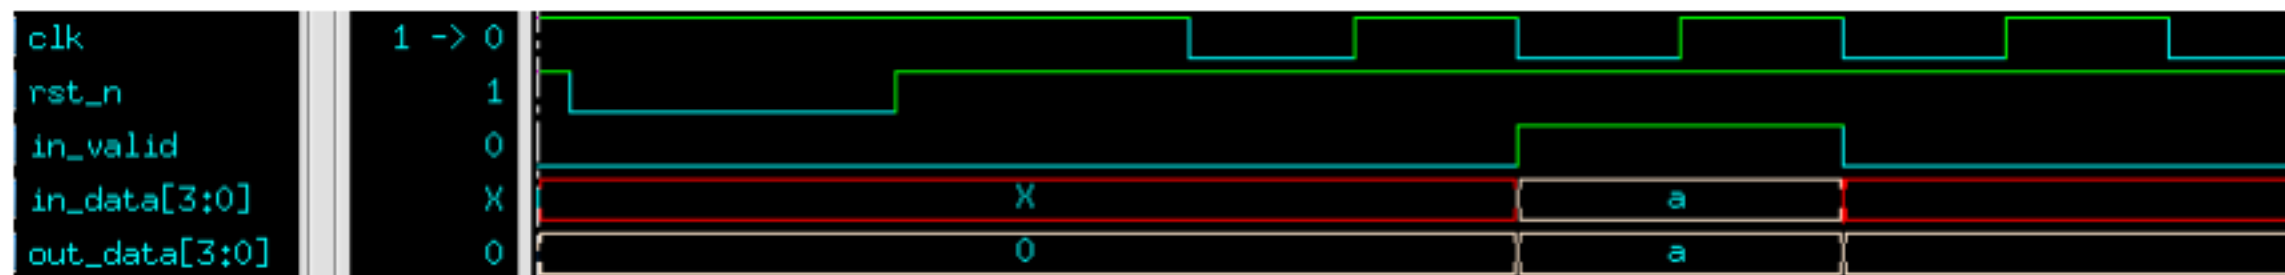 clk 1 -> 0
rst_n 1
in_valid 0
in_data[3:0] X X a
out_data[3:0] 0 0 a